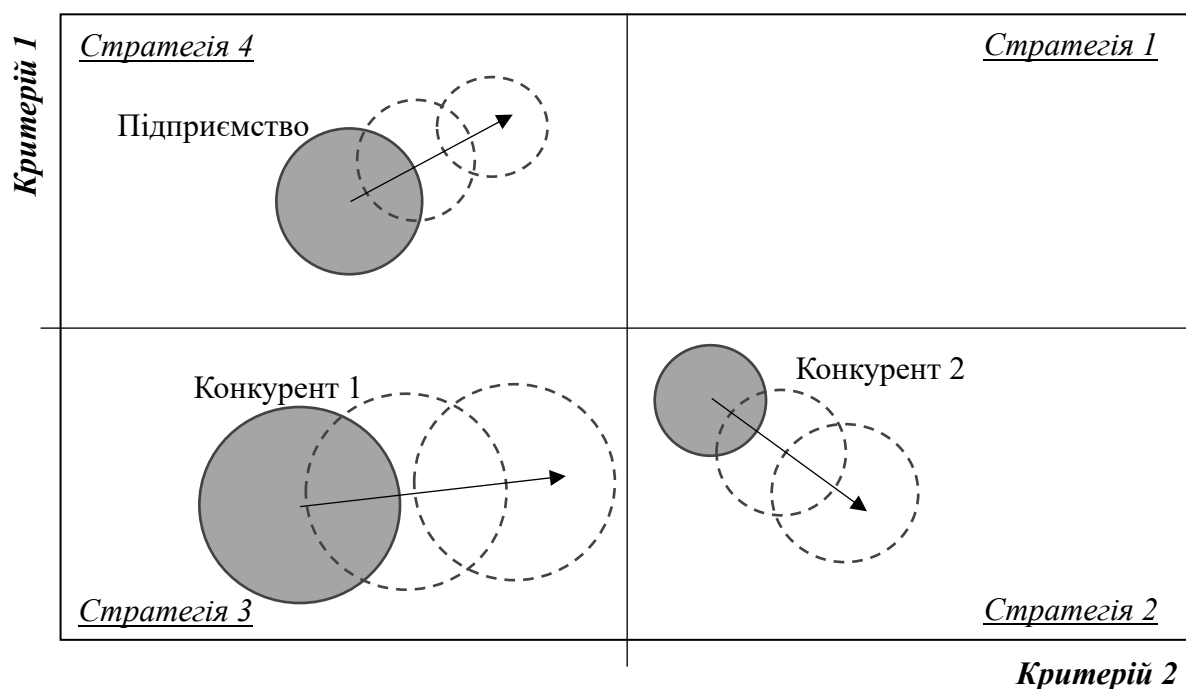 Критерій 1
Стратегія 4
Стратегія 1
Підприємство
Конкурент 1
Конкурент 2
Стратегія 3
Стратегія 2
Критерій 2